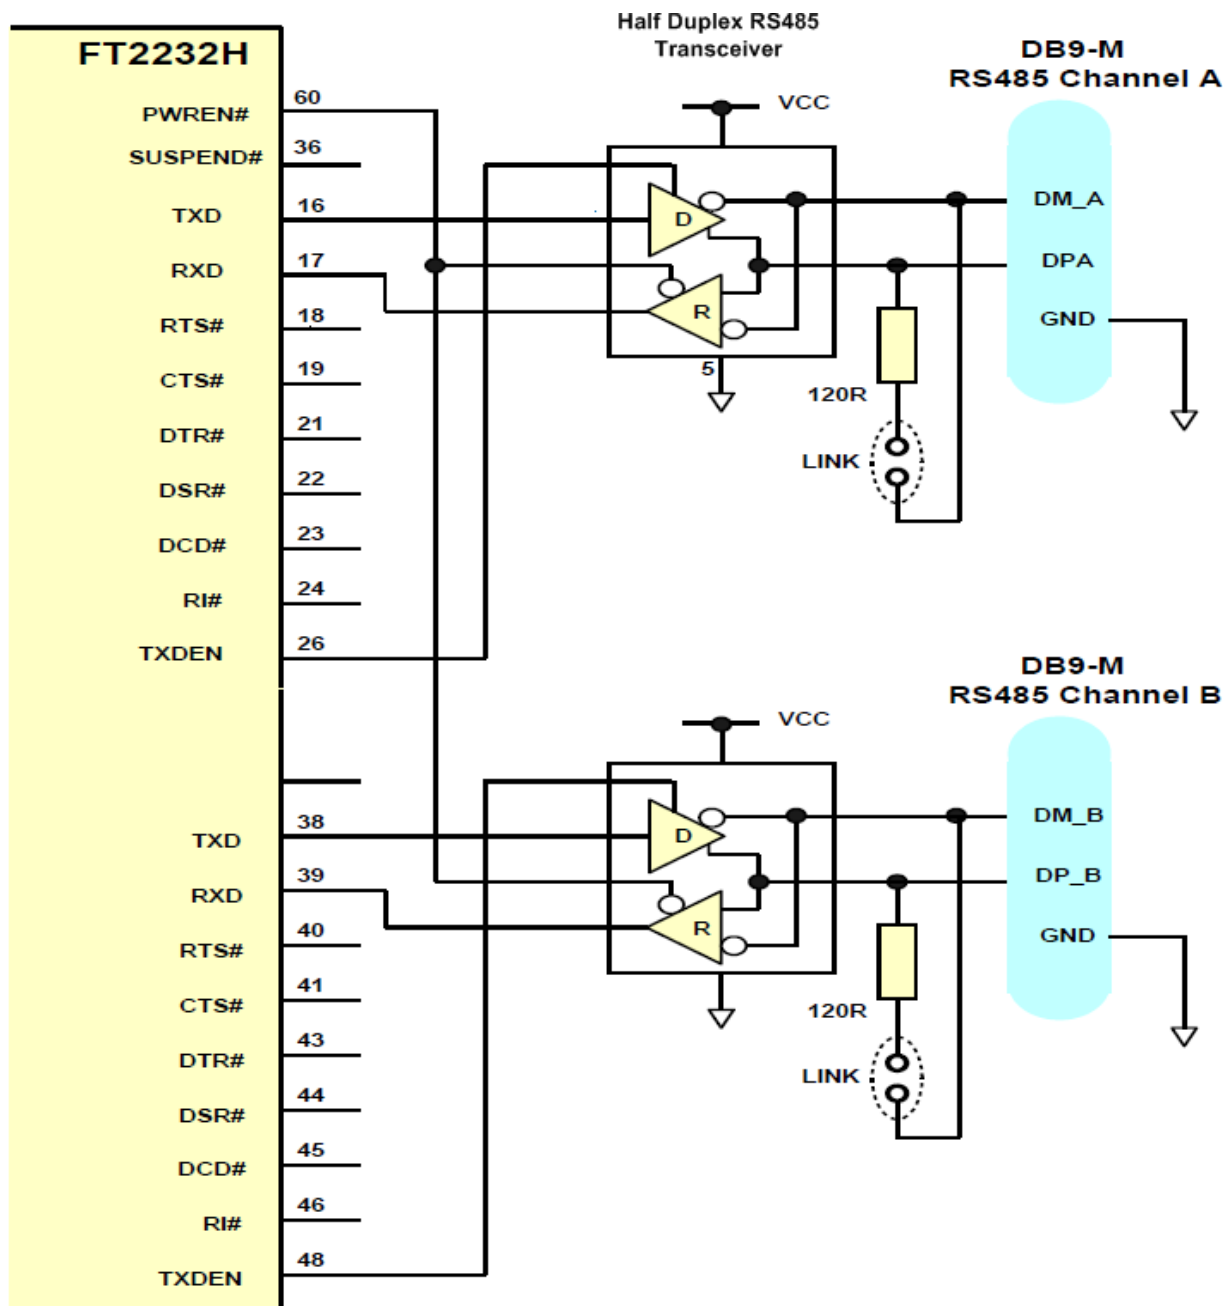 Half Duplex RS485
Transceiver
FT2232H
DB9-M
RS485 Channel A
PWREN#
60
VCC
SUSPEND#
36
TXD
16
D
DM_A
RXD
17
DPA
RTS#
18
R
GND
CTS#
19
5
120R
DTR#
21
LINK
DSR#
22
DCD#
23
RI#
24
TXDEN
26
DB9-M
RS485 Channel B
VCC
TXD
38
D
DM_B
RXD
39
DP_B
RTS#
40
R
GND
CTS#
41
120R
DTR#
43
LINK
DSR#
44
DCD#
45
RI#
46
TXDEN
48